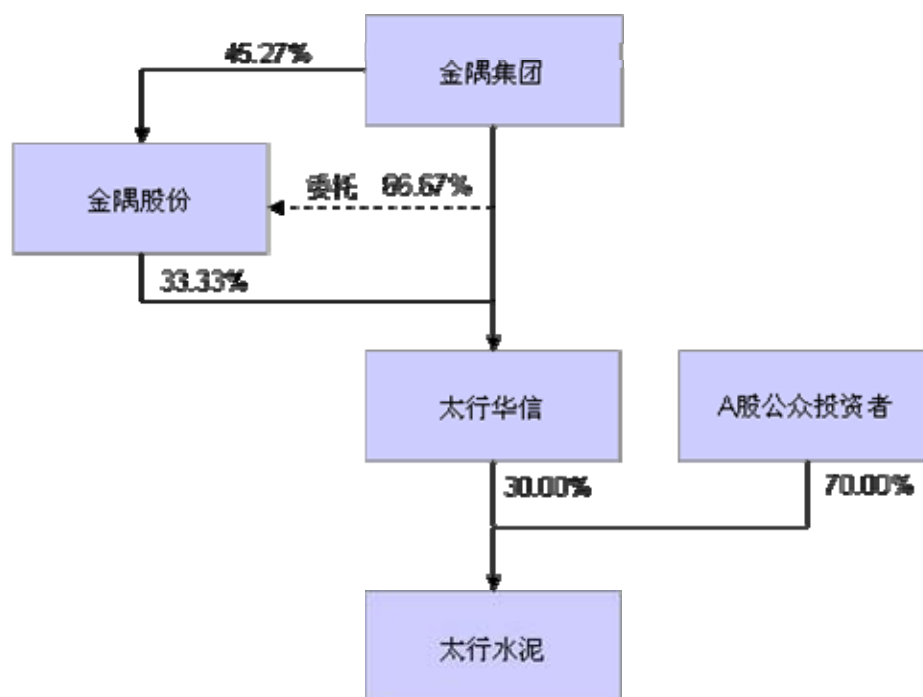 45.27%
金隅集团
金隅股份
委托 66.67%
33.33%
太行华信
A股公众投资者
30.00%
70.00%
太行水泥